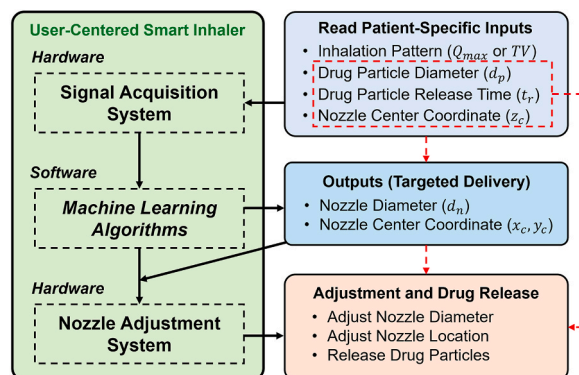 User-Centered Smart Inhaler
Hardware
Signal Acquisition
System
Software
Machine Learning
Algorithms
Hardware
Nozzle Adjustment
System
Read Patient-Specific Inputs
• Inhalation Pattern (Qmax or TV)
• Drug Particle Diameter (dp)
• Drug Particle Release Time (tr)
• Nozzle Center Coordinate (zc)
Outputs (Targeted Delivery)
• Nozzle Diameter (dn)
• Nozzle Center Coordinate (xc, yc)
Adjustment and Drug Release
• Adjust Nozzle Diameter
• Adjust Nozzle Location
• Release Drug Particles